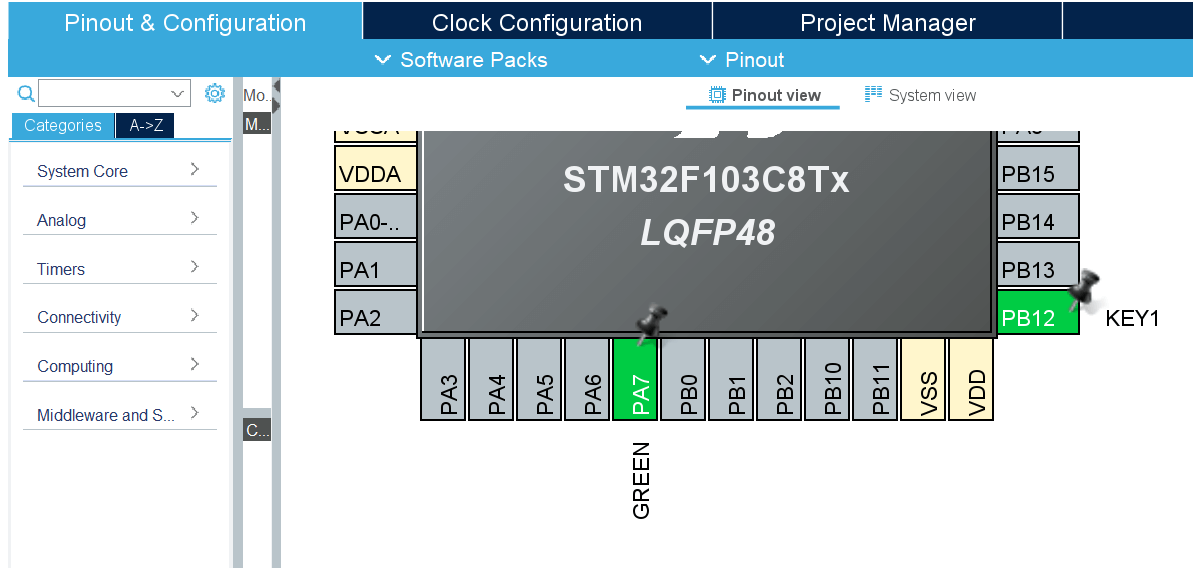 Pinout & Configuration
Clock Configuration
Project Manager
Software Packs
Pinout
Mo..
Pinout view
System view
Categories
A->Z
M...
System Core
Analog
Timers
Connectivity
Computing
Middleware and S...
C...
VDDA
PA0-..
PA1
PA2
STM32F103C8Tx
LQFP48
PB15
PB14
PB13
PB12
KEY1
PA3
PA4
PA5
PA6
PA7
PB0
PB1
PB2
PB10
PB11
VSS
VDD
GREEN